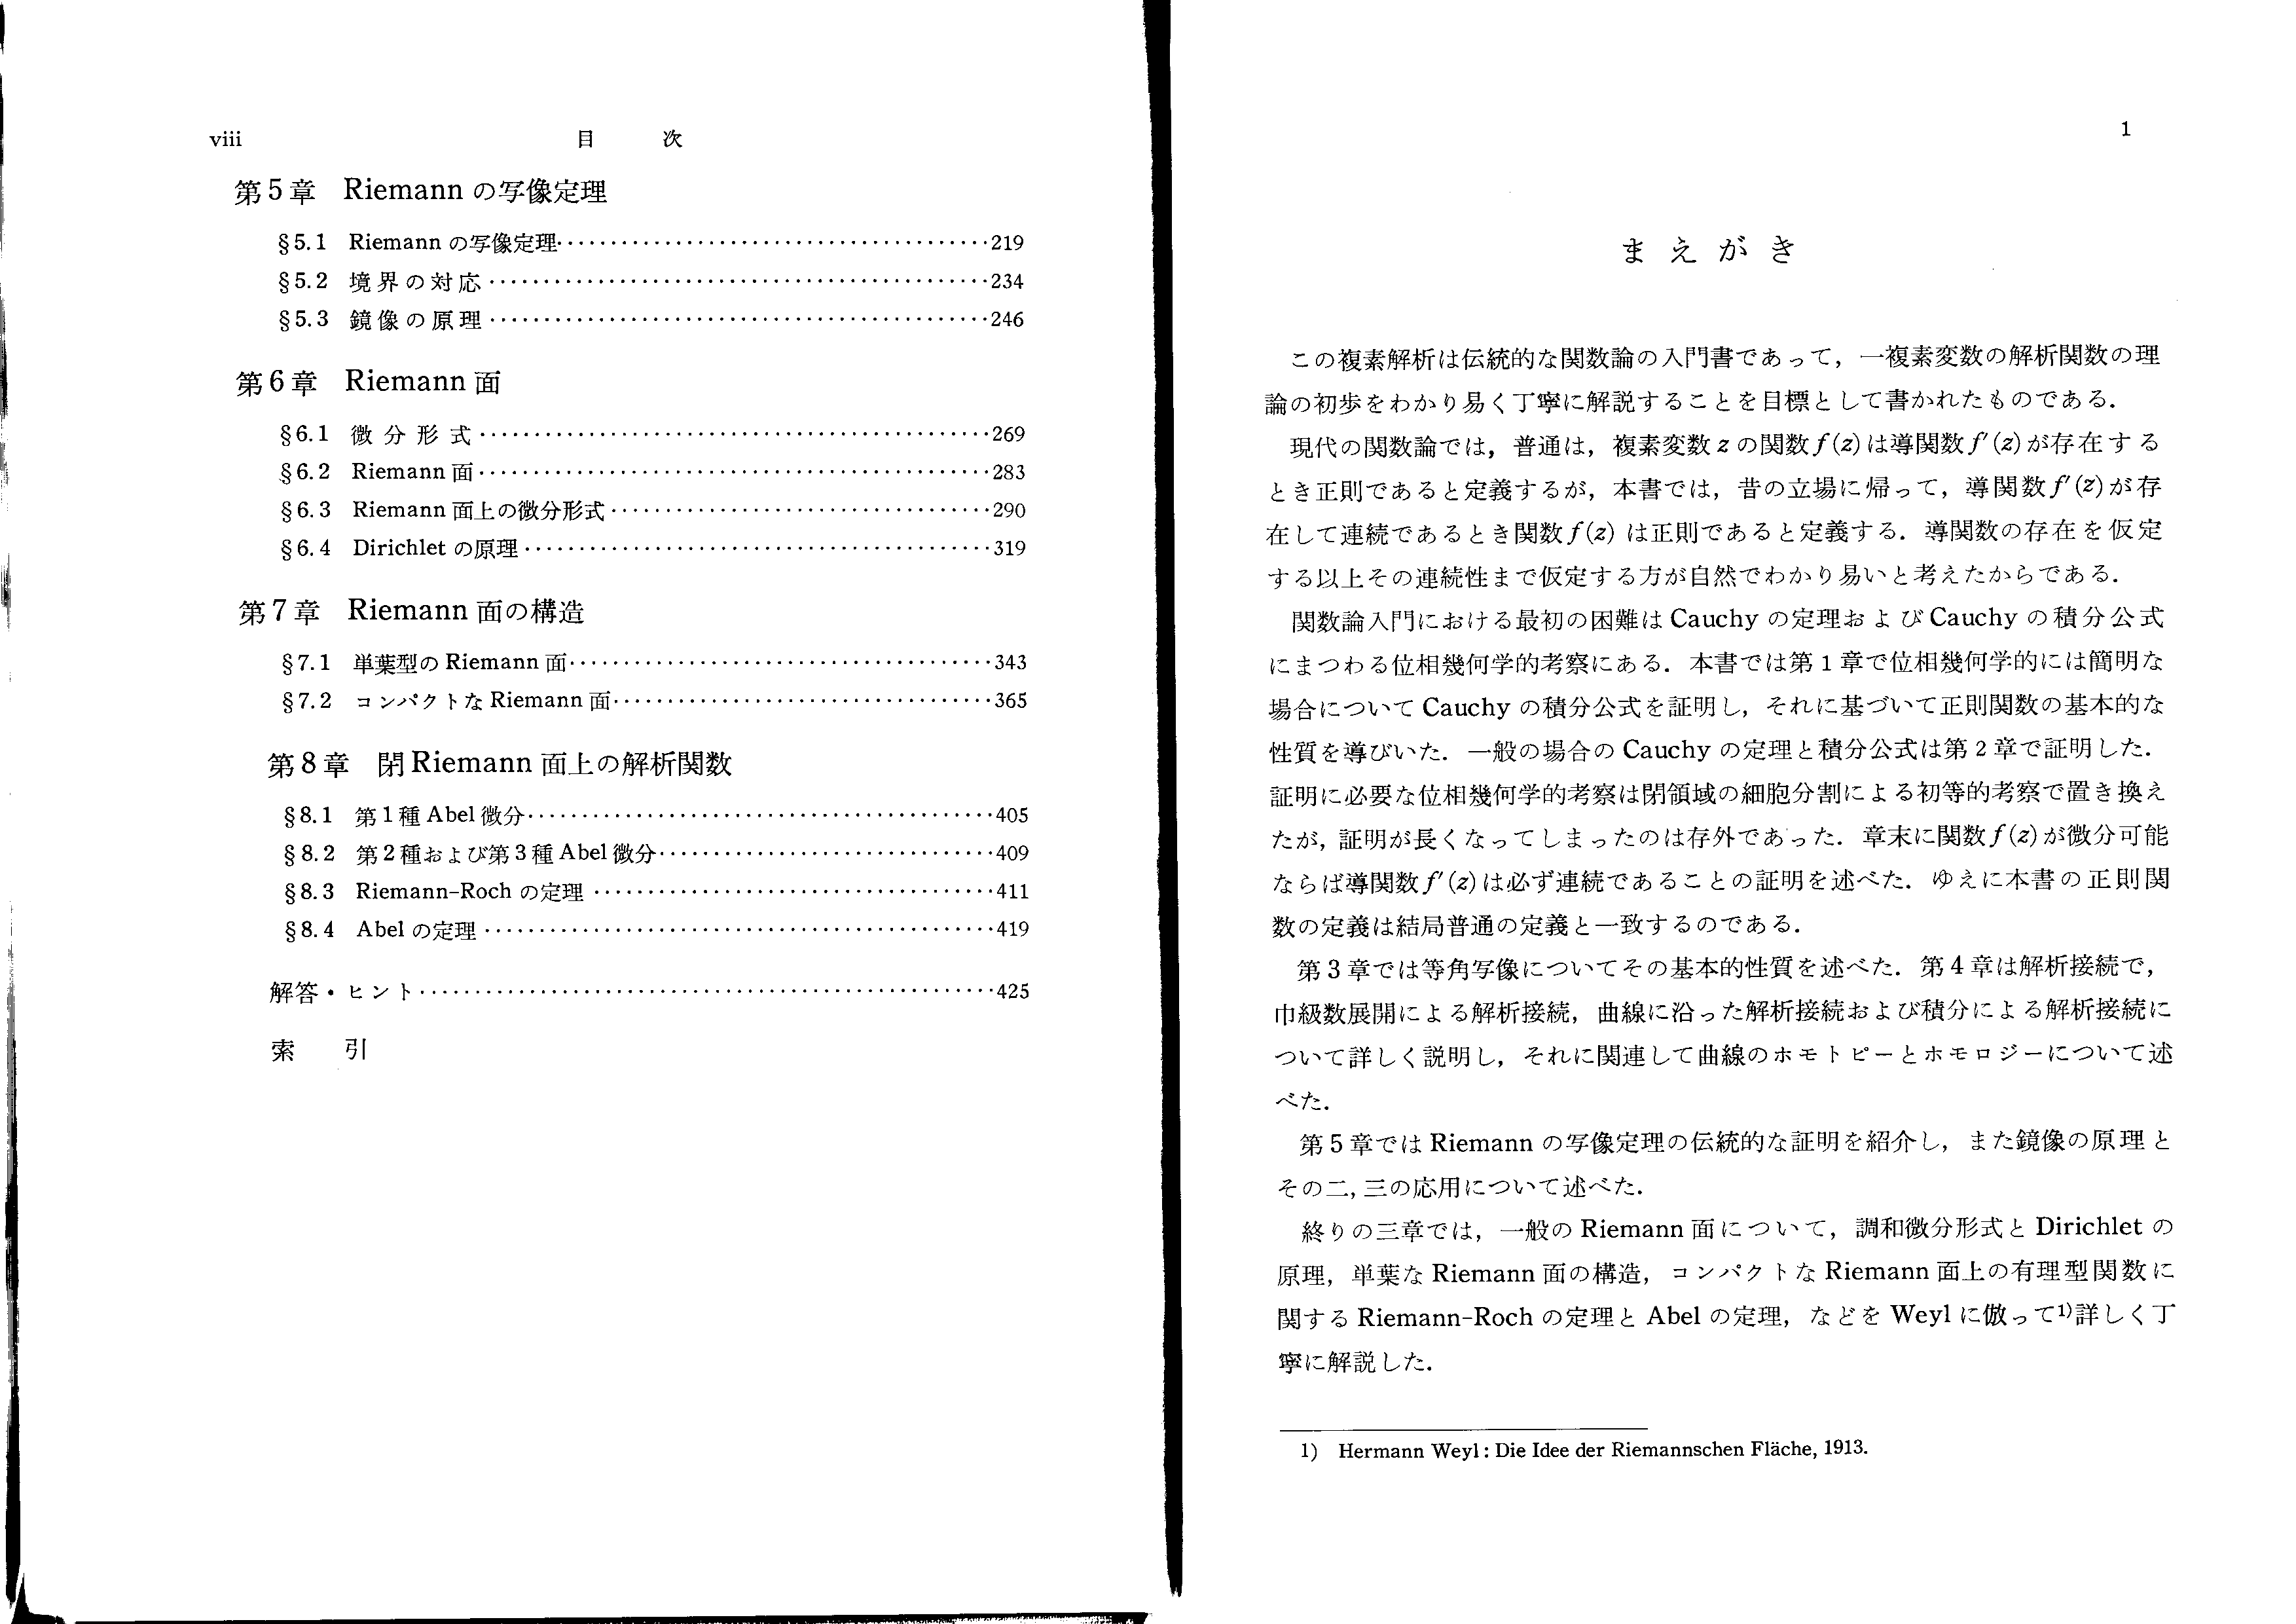 viii 目 次
第5章 Riemann の写像定理
§5.1 Riemann の写像定理……………………………………219
§5.2 境界の対応……………………………………234
§5.3 鏡像の原理……………………………………246
第6章 Riemann 面
§6.1 微分形式……………………………………269
§6.2 Riemann 面……………………………………283
§6.3 Riemann 面上の微分形式……………………………………290
§6.4 Dirichlet の原理……………………………………319
第7章 Riemann 面の構造
§7.1 単葉型の Riemann 面……………………………………343
§7.2 コンパクトな Riemann 面……………………………………365
第8章 閉 Riemann 面上の解析関数
§8.1 第1種 Abel 微分……………………………………405
§8.2 第2種および第3種 Abel 微分……………………………………409
§8.3 Riemann-Roch の定理……………………………………411
§8.4 Abel の定理……………………………………419
解答・ヒント……………………………………425
索 引
1
まえがき
この複素解析は伝統的な関数論の入門書であって，一複素変数の解析関数の理
論の初歩をわかり易く丁寧に解説することを目標として書かれたものである．
現代の関数論では，普通は，複素変数 z の関数 f(z) は導関数 f′(z) が存在する
とき正則であると定義するが，本書では，昔の立場に帰って，導関数 f′(z) が存
在して連続であるとき関数 f(z) は正則であると定義する．導関数の存在を仮定
する以上その連続性まで仮定する方が自然でわかり易いと考えたからである．
関数論入門における最初の困難は Cauchy の定理および Cauchy の積分公式
にまつわる位相幾何学的考察にある．本書では第1章で位相幾何学的には簡明な
場合について Cauchy の積分公式を証明し，それに基づいて正則関数の基本的な
性質を導びいた．一般の場合の Cauchy の定理と積分公式は第2章で証明した．
証明に必要な位相幾何学的考察は閉領域の細胞分割による初等的考察で置き換え
たが，証明が長くなってしまったのは存外であった．章末に関数 f(z) が微分可能
ならば導関数 f′(z) は必ず連続であることの証明を述べた．ゆえに本書の正則関
数の定義は結局普通の定義と一致するのである．
第3章では等角写像についてその基本的性質を述べた．第4章は解析接続で，
巾級数展開による解析接続，曲線に沿った解析接続および積分による解析接続に
ついて詳しく説明し，それに関連して曲線のホモトピーとホモロジーについて述
べた．
第5章では Riemann の写像定理の伝統的な証明を紹介し，また鏡像の原理と
その二，三の応用について述べた．
終りの三章では，一般の Riemann 面について，調和微分形式と Dirichlet の
原理，単葉な Riemann 面の構造，コンパクトな Riemann 面上の有理型関数に
関する Riemann-Roch の定理と Abel の定理，などを Weyl に倣って1)詳しく丁
寧に解説した．
1) Hermann Weyl: Die Idee der Riemannschen Fläche, 1913.